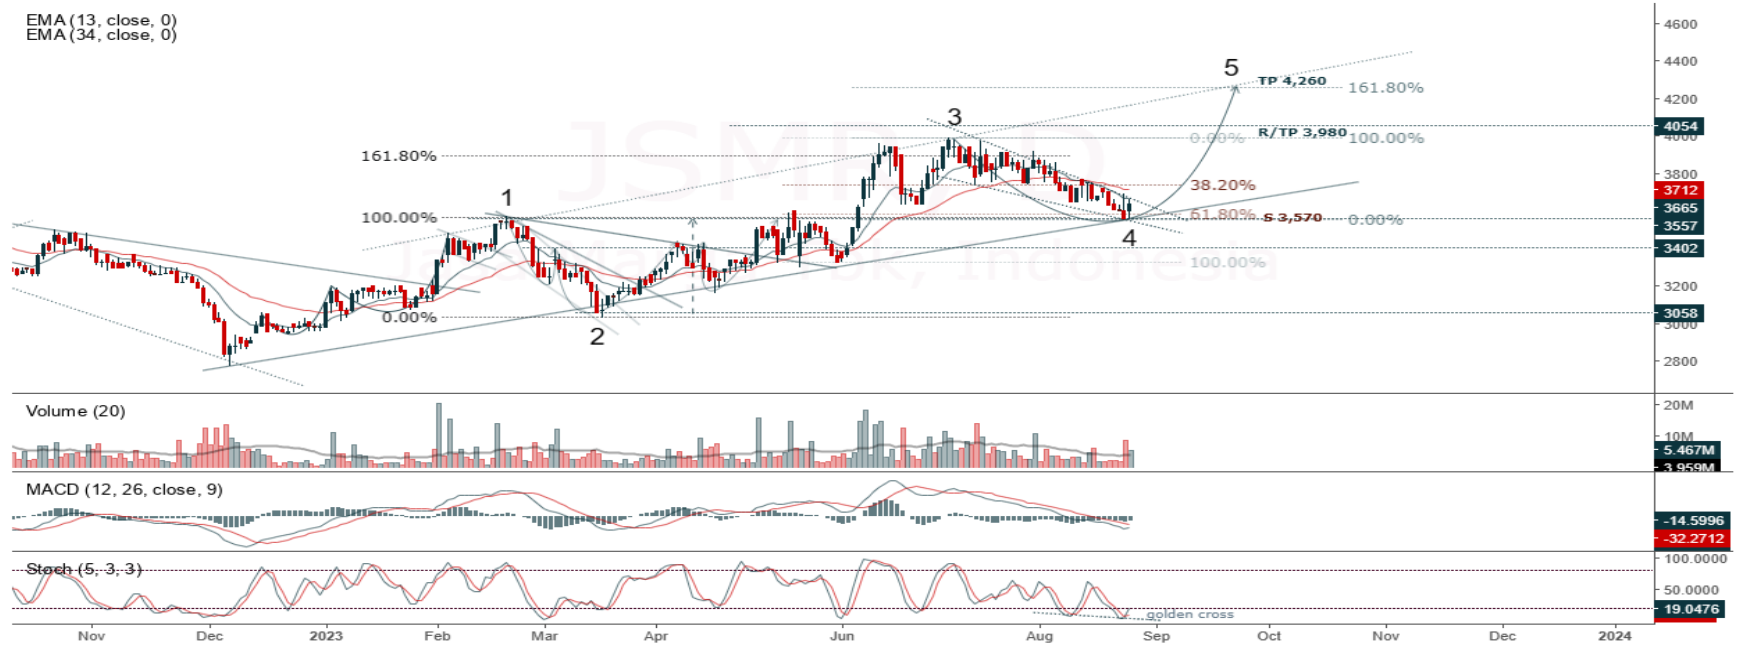 EMA (13, close, 0)
EMA (34, close, 0)
JSMR, D
4600
4400
5
TP 4,260
161.80%
4200
3
4054
4000
0.00%
R/TP 3,980
100.00%
161.80%
3800
38.20%
3712
1
3665
100.00%
61.80%
S 3,570
0.00%
3557
4
3402
Indonesia
100.00%
3200
0.00%
3058
3000
2
2800
Volume (20)
20M
10M
5.467M
3.959M
MACD (12, 26, close, 9)
-14.5996
-32.2712
Stoch (5, 3, 3)
100.0000
50.0000
19.0476
golden cross
Nov Dec 2023 Feb Mar Apr Jun Aug Sep Oct Nov Dec 2024